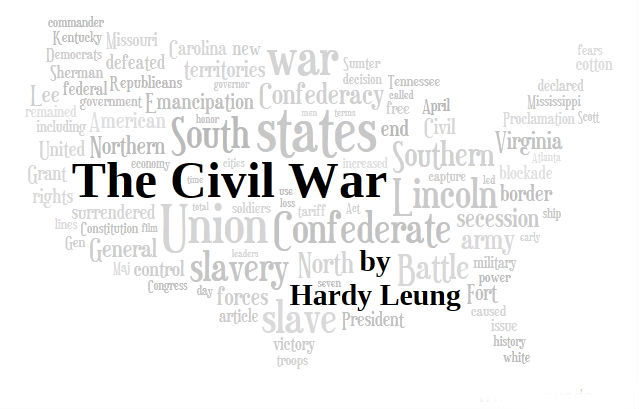 commander
Kentucky Missouri
Democrats defeated Carolina new war Sumter fears
Sherman territories decision cotton
federal Republicans governor Tennessee
Lee government Emancipation Confederacy called declared
remained men terms free April Mississippi
including American honor South states end Civil Proclamation Scott
United Northern Southern Virginia
economy cities increased Atlanta
Grant The Civil War capture led blockade
time
rights use Lincoln border
surrendered total soldiers loss tariff Act secession ship
lines Constitution film Union Confederate
Gen General army early
leaders
Maj control slavery North by Battle military
Congress seven power
day forces Hardy Leung Fort
article slave President caused
issue
victory history
white
troops